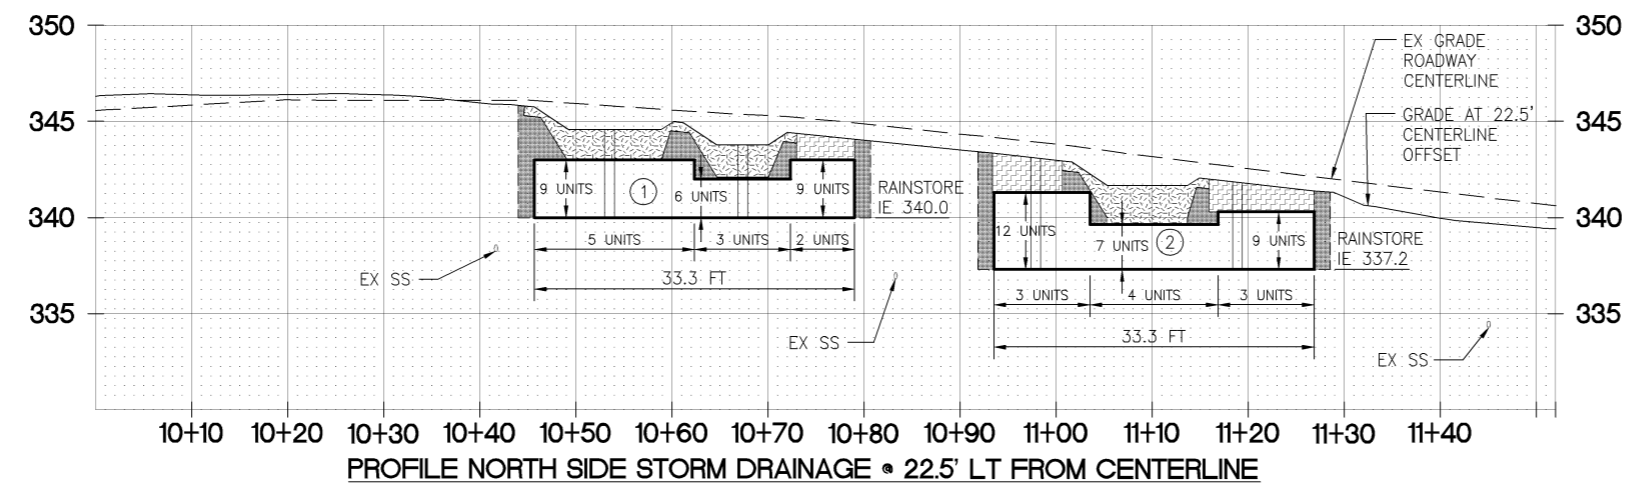 350
350
EX GRADE
ROADWAY
CENTERLINE
345
345
GRADE AT 22.5'
CENTERLINE
OFFSET
9 UNITS
1
6 UNITS
9 UNITS
RAINSTORE
IE 340.0
340
340
12 UNITS
7 UNITS
2
9 UNITS
RAINSTORE
IE 337.2
EX SS
5 UNITS
3 UNITS
2 UNITS
33.3 FT
3 UNITS
4 UNITS
3 UNITS
335
335
EX SS
33.3 FT
EX SS
10+10 10+20 10+30 10+40 10+50 10+60 10+70 10+80 10+90 11+00 11+10 11+20 11+30 11+40
PROFILE NORTH SIDE STORM DRAINAGE @ 22.5' LT FROM CENTERLINE